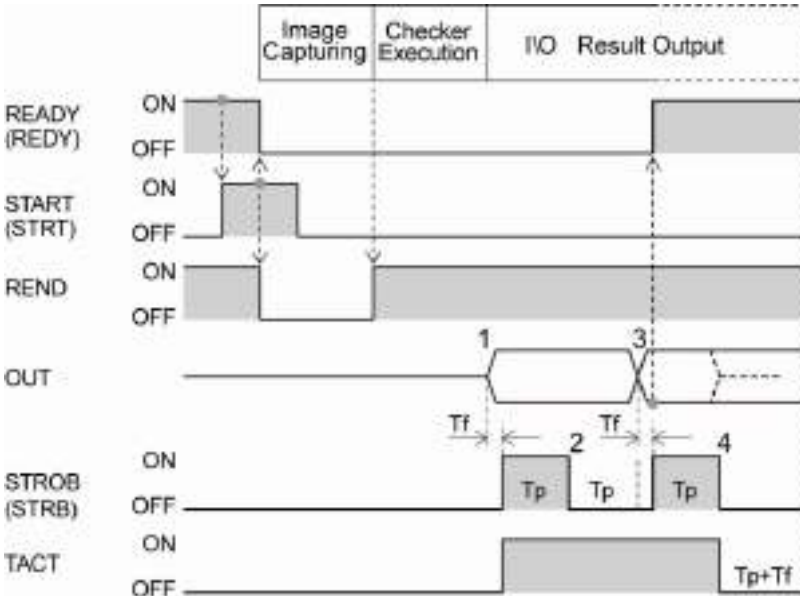 Image
Capturing
Checker
Execution
I\O Result Output
READY
(REDY)
ON
OFF
START
(STRT)
ON
OFF
REND
ON
OFF
OUT
1
3
Tf
2
Tf
4
STROB
(STRB)
ON
OFF
Tp
Tp
Tp
TACT
ON
OFF
Tp+Tf